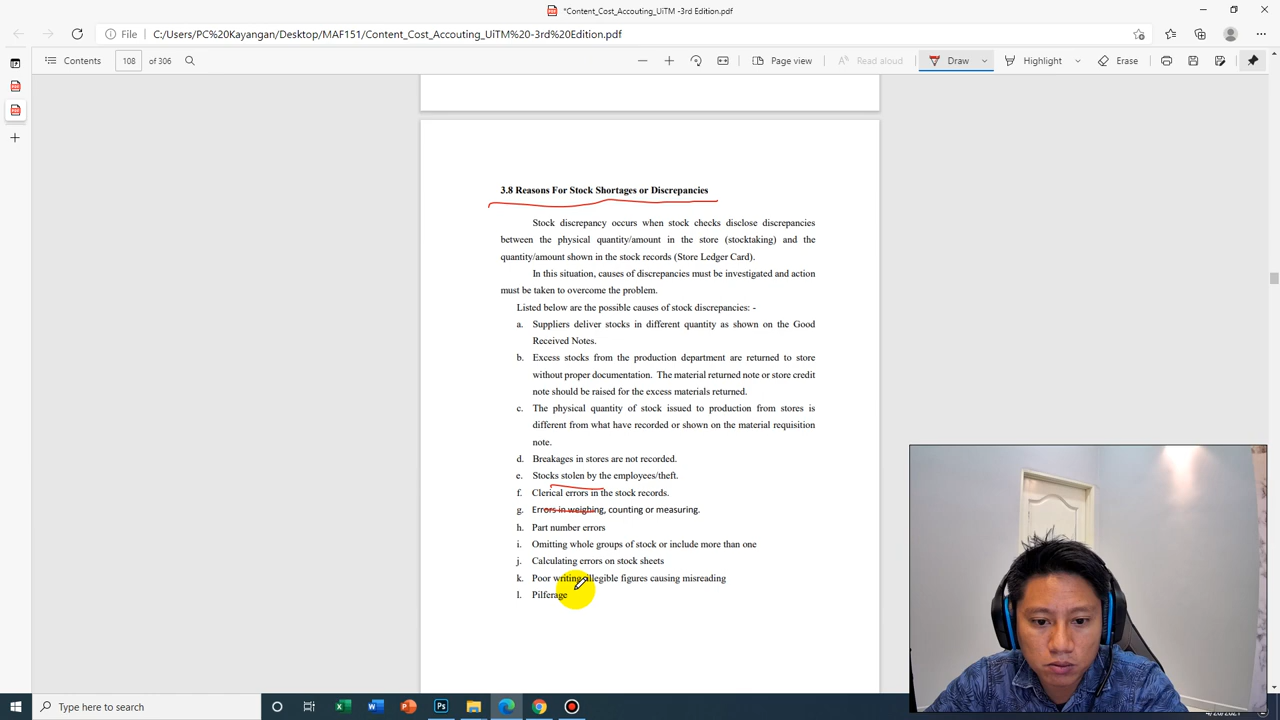 *Content_Cost_Accouting_UiTM -3rd Edition.pdf
File
C:/Users/PC%20Kayangan/Desktop/MAF151/Content_Cost_Accouting_UiTM%20-3rd%20Edition.pdf
Contents
108 of 306
Page view
Read aloud
Draw
Highlight
Erase
3.8 Reasons For Stock Shortages or Discrepancies
Stock discrepancy occurs when stock checks disclose discrepancies
between the physical quantity/amount in the store (stocktaking) and the
quantity/amount shown in the stock records (Store Ledger Card).
In this situation, causes of discrepancies must be investigated and action
must be taken to overcome the problem.
Listed below are the possible causes of stock discrepancies: -
a. Suppliers deliver stocks in different quantity as shown on the Good
Received Notes.
b. Excess stocks from the production department are returned to store
without proper documentation. The material returned note or store credit
note should be raised for the excess materials returned.
c. The physical quantity of stock issued to production from stores is
different from what have recorded or shown on the material requisition
note.
d. Breakages in stores are not recorded.
e. Stocks stolen by the employees/theft.
f. Clerical errors in the stock records.
g. Errors in weighing, counting or measuring.
h. Part number errors
i. Omitting whole groups of stock or include more than one
j. Calculating errors on stock sheets
k. Poor writing illegible figures causing misreading
l. Pilferage
Type here to search